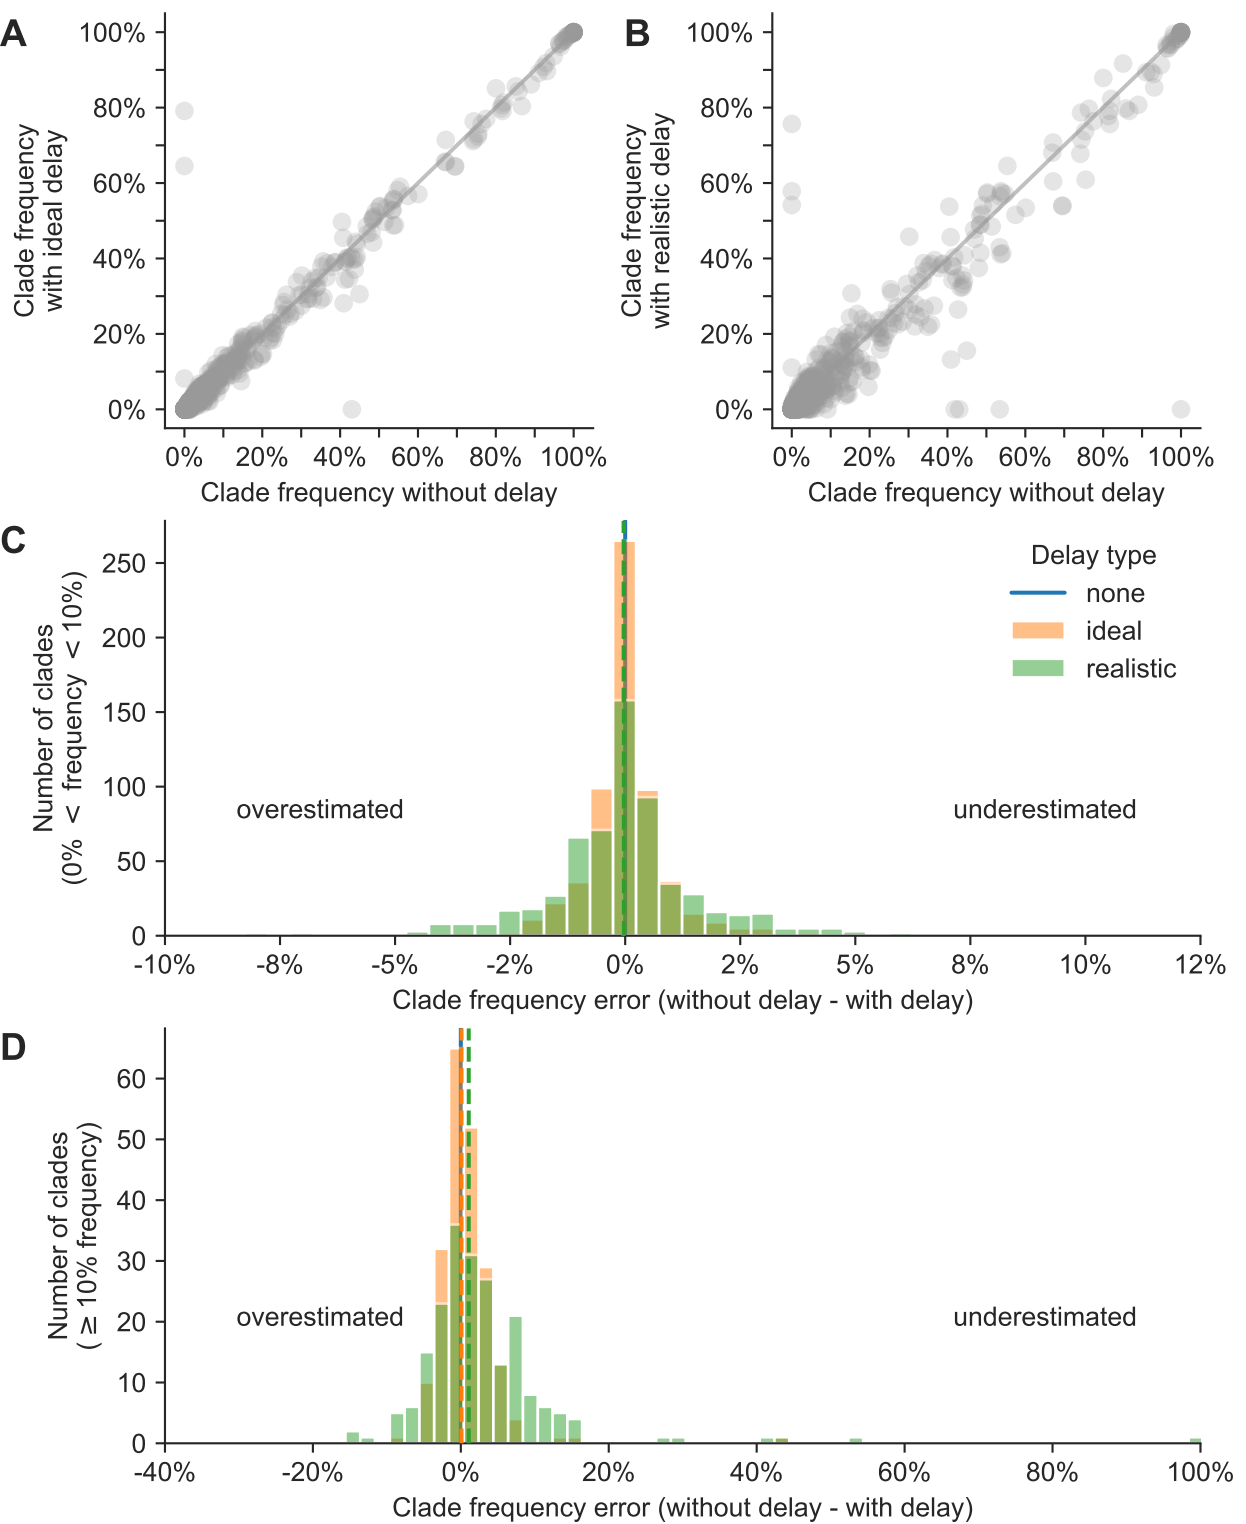 A
100%
80%
60%
40%
20%
0%
Clade frequency
with ideal delay
0% 20% 40% 60% 80% 100%
Clade frequency without delay
B
100%
80%
60%
40%
20%
0%
Clade frequency
with realistic delay
0% 20% 40% 60% 80% 100%
Clade frequency without delay
C
250
200
150
100
50
0
Number of clades
(0% < frequency < 10%)
Delay type
none
ideal
realistic
overestimated
underestimated
-10% -8% -5% -2% 0% 2% 5% 8% 10% 12%
Clade frequency error (without delay - with delay)
D
60
50
40
30
20
10
0
Number of clades
(≥ 10% frequency)
overestimated
underestimated
-40% -20% 0% 20% 40% 60% 80% 100%
Clade frequency error (without delay - with delay)